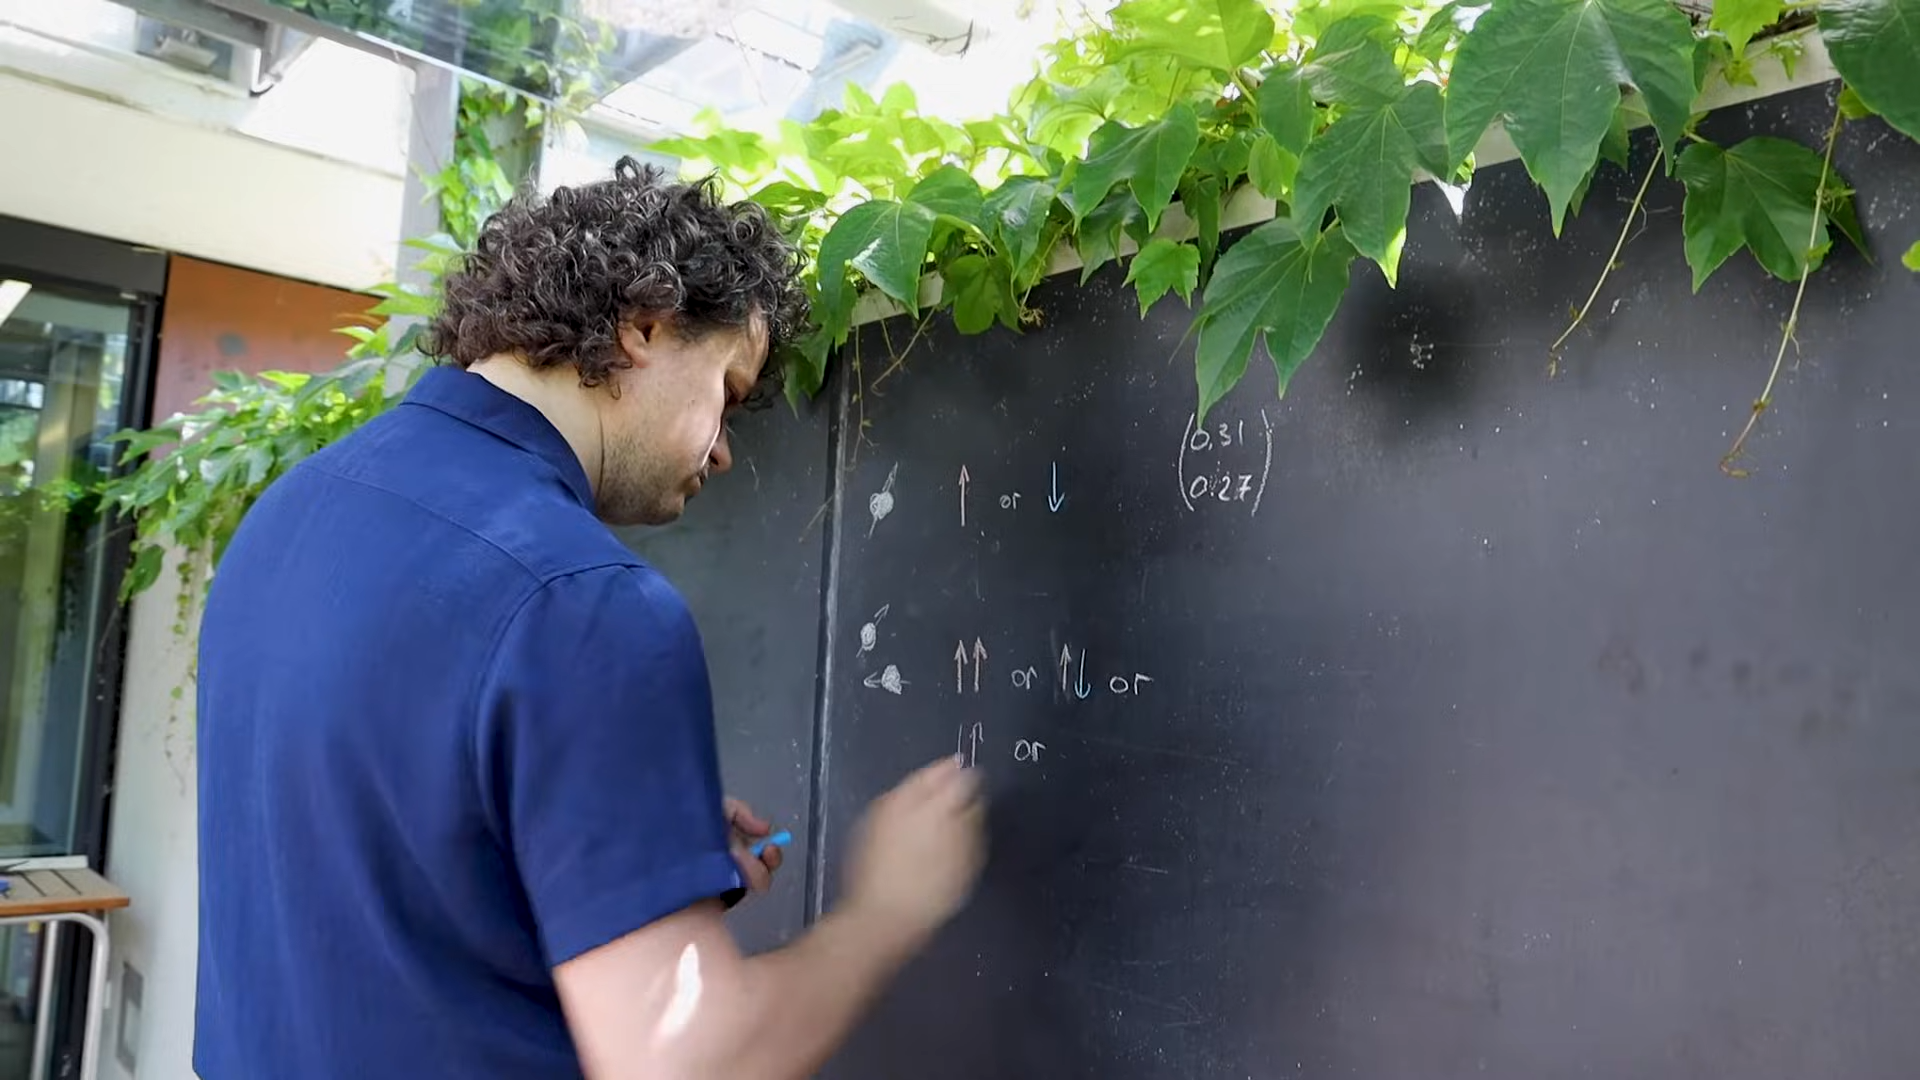 ↑ or ↓
(0.31
0.27)
↑↑ or ↑↓ or
↓↑ or